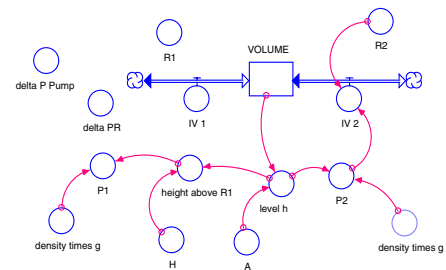 R1
VOLUME
R2
delta P Pump
delta PR
IV 1
IV 2
P1
height above R1
level h
P2
density times g
H
A
density times g